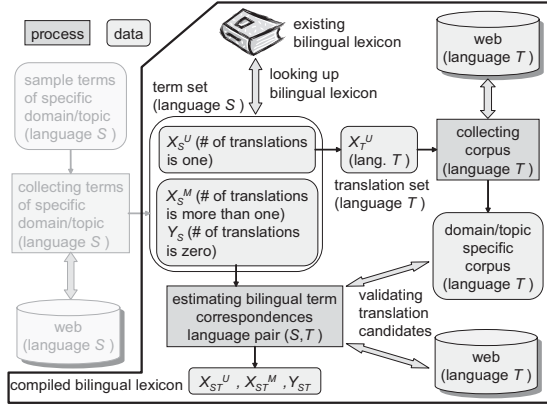 process
data
existing
bilingual lexicon
web
(language T)
sample terms
of specific
domain/topic
(language S)
term set
(language S)
looking up
bilingual lexicon
X_S^U (# of translations
is one)
X_T^U
(lang. T)
collecting
corpus
(language T)
translation set
(language T)
collecting terms
of specific
domain/topic
(language S)
X_S^M (# of translations
is more than one)
Y_S (# of translations
is zero)
domain/topic
specific
corpus
(language T)
estimating bilingual term
correspondences
language pair (S,T)
validating
translation
candidates
web
(language S)
web
(language T)
compiled bilingual lexicon
X_ST^U , X_ST^M , Y_ST